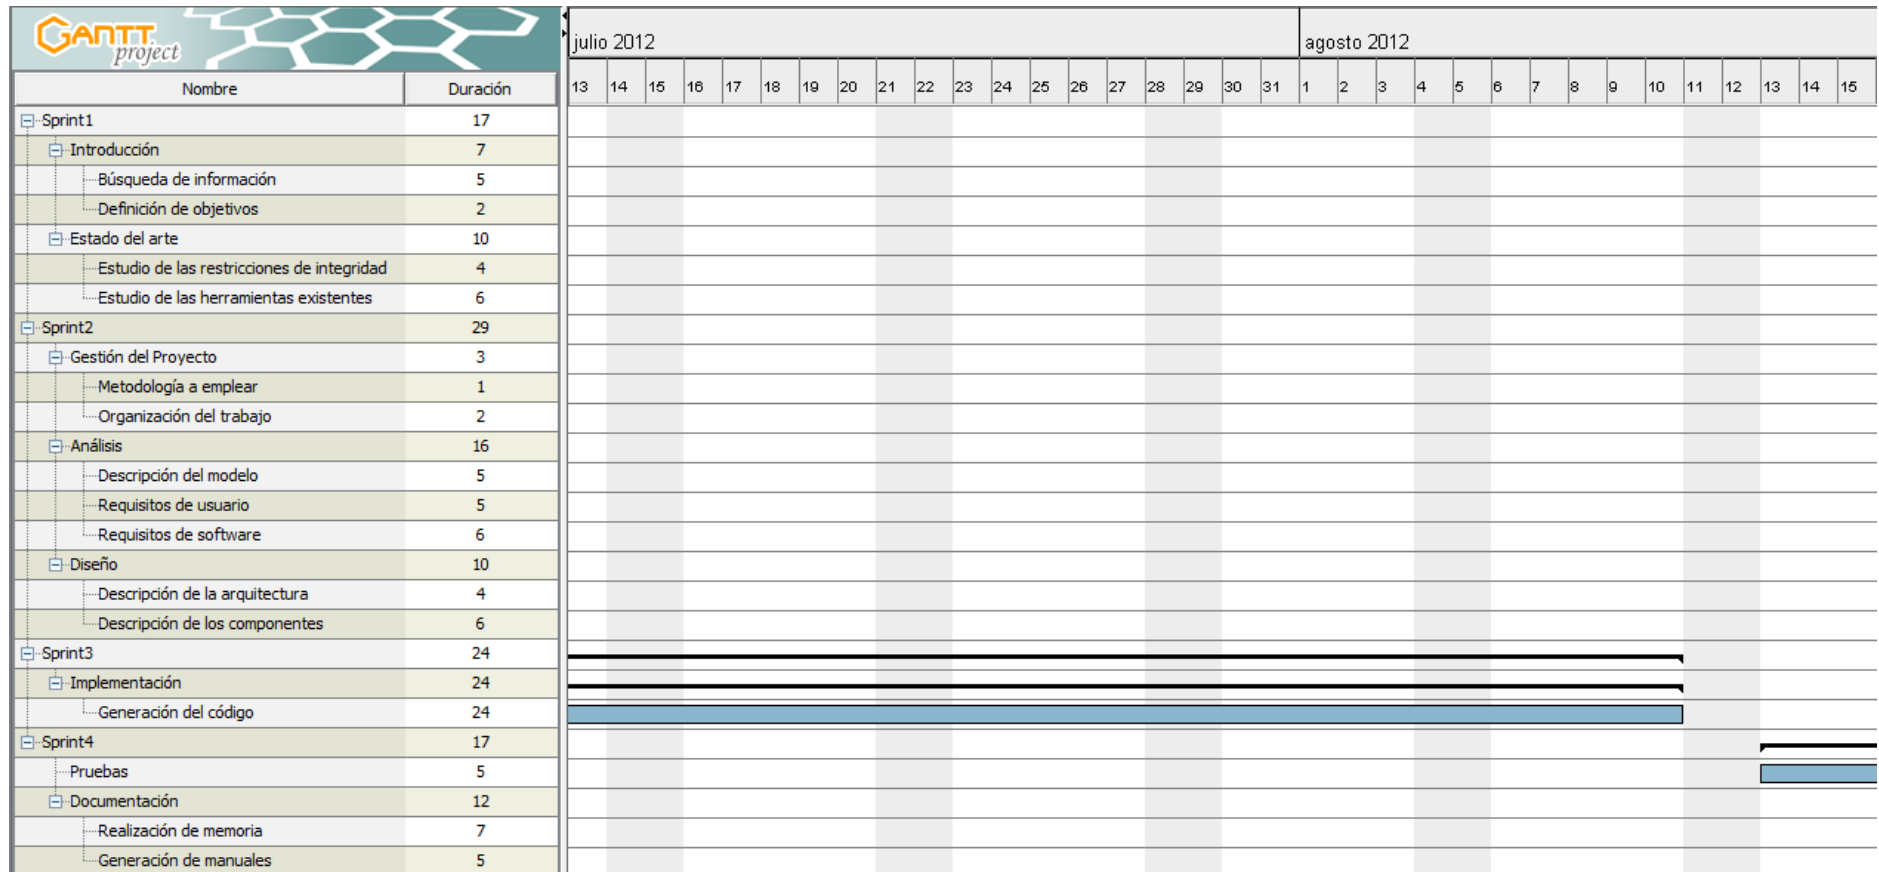 GANTT
project
julio 2012 agosto 2012
Nombre Duración 13 14 15 16 17 18 19 20 21 22 23 24 25 26 27 28 29 30 31 1 2 3 4 5 6 7 8 9 10 11 12 13 14 15
Sprint1 17
Introducción 7
Búsqueda de información 5
Definición de objetivos 2
Estado del arte 10
Estudio de las restricciones de integridad 4
Estudio de las herramientas existentes 6
Sprint2 29
Gestión del Proyecto 3
Metodología a emplear 1
Organización del trabajo 2
Análisis 16
Descripción del modelo 5
Requisitos de usuario 5
Requisitos de software 6
Diseño 10
Descripción de la arquitectura 4
Descripción de los componentes 6
Sprint3 24
Implementación 24
Generación del código 24
Sprint4 17
Pruebas 5
Documentación 12
Realización de memoria 7
Generación de manuales 5